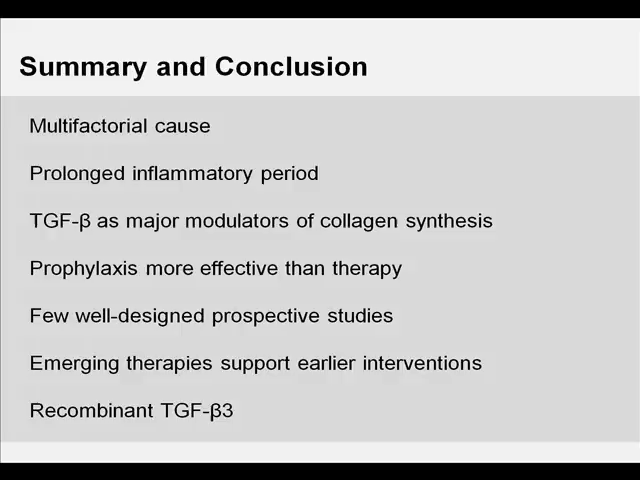 Summary and Conclusion
Multifactorial cause
Prolonged inflammatory period
TGF-β as major modulators of collagen synthesis
Prophylaxis more effective than therapy
Few well-designed prospective studies
Emerging therapies support earlier interventions
Recombinant TGF-β3